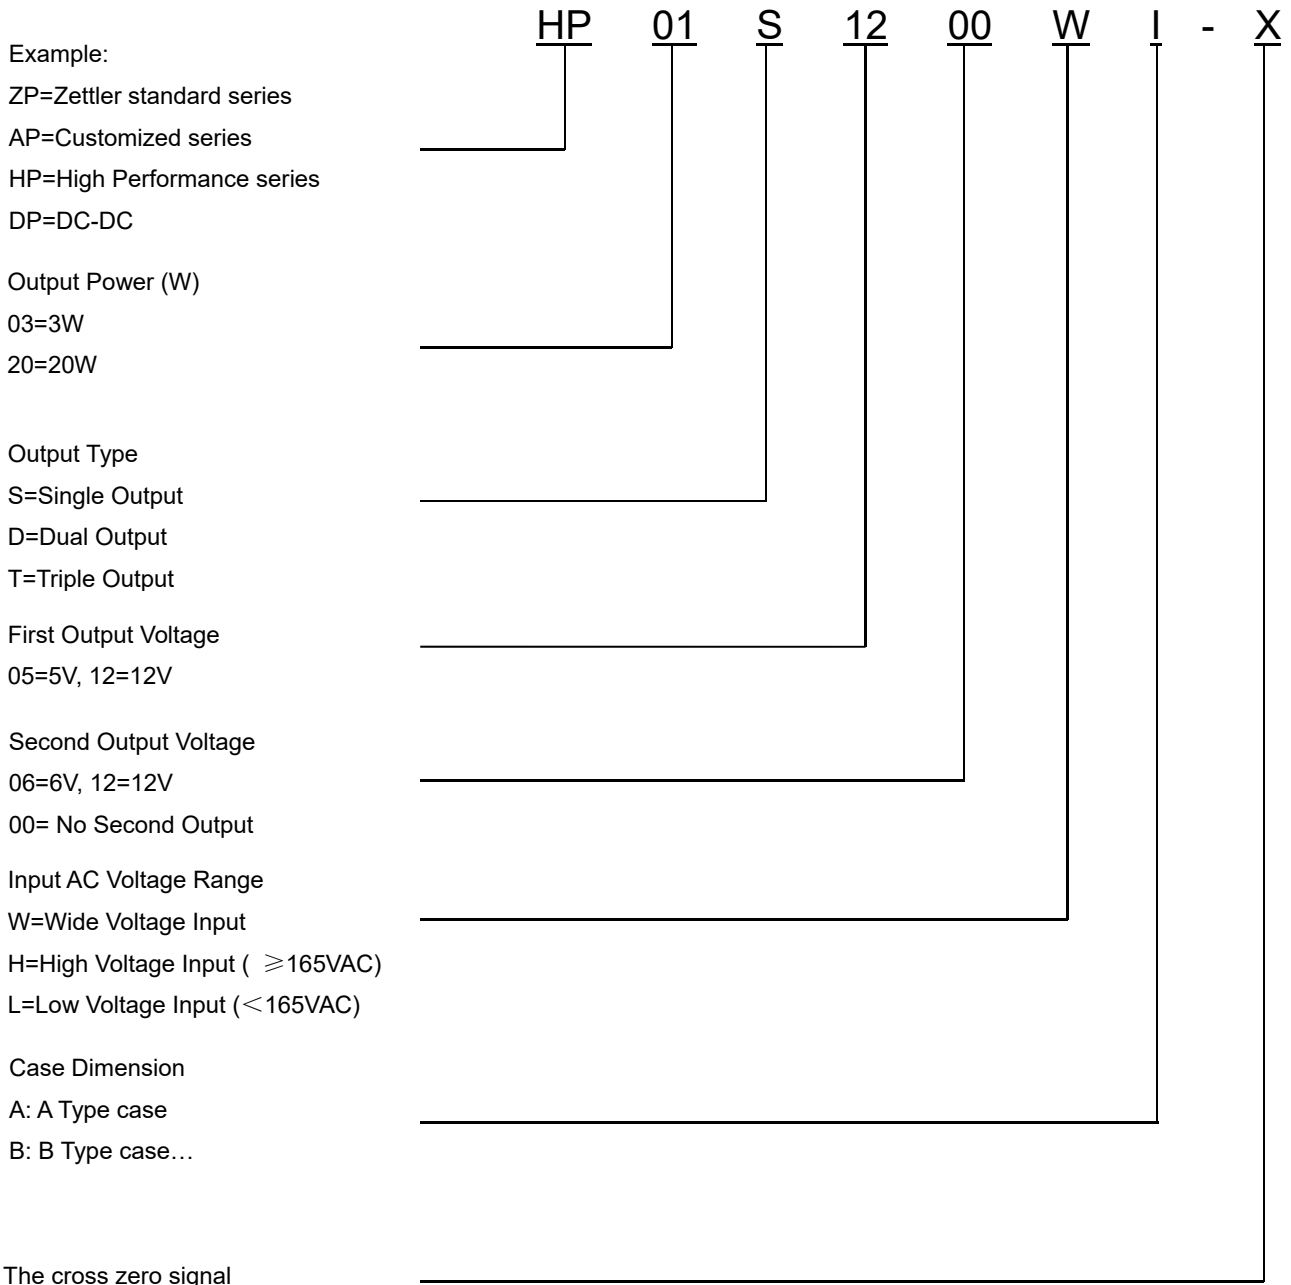 HP 01 S 12 00 W I - X
Example:
ZP=Zettler standard series
AP=Customized series
HP=High Performance series
DP=DC-DC
Output Power (W)
03=3W
20=20W
Output Type
S=Single Output
D=Dual Output
T=Triple Output
First Output Voltage
05=5V, 12=12V
Second Output Voltage
06=6V, 12=12V
00= No Second Output
Input AC Voltage Range
W=Wide Voltage Input
H=High Voltage Input ( ≥165VAC)
L=Low Voltage Input (＜165VAC)
Case Dimension
A: A Type case
B: B Type case…
The cross zero signal